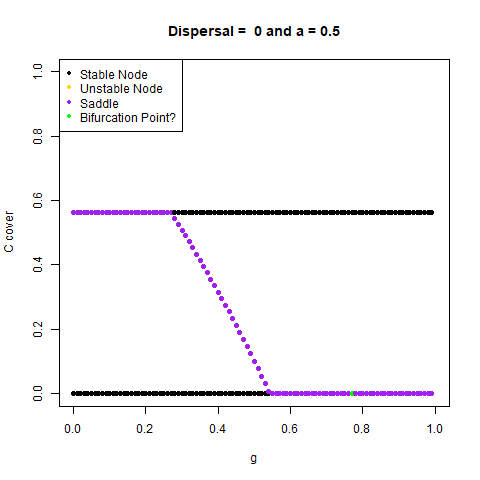 Dispersal =  0 and a = 0.5
Stable Node
Unstable Node
Saddle
Bifurcation Point?
C cover
1.0
0.8
0.6
0.4
0.2
0.0
0.0 0.2 0.4 0.6 0.8 1.0
g